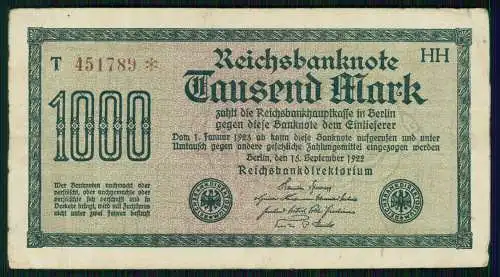 T 451789 *
Reichsbanknote
HH
Tausend Mark
1000
zahlt die Reichsbankhauptkasse in Berlin
gegen diese Banknote dem Einlieferer
Vom 1. Januar 1923 ab kann diese Banknote aufgerufen und unter
Umtausch gegen andere gesetzliche Zahlungsmittel eingezogen werden
Berlin, den 15. September 1922
Reichsbankdirektorium
Wer Banknoten nachmacht oder
verfälscht, oder nachgemachte oder
verfälschte sich verschafft und in
Verkehr bringt, wird mit Zuchthaus
nicht unter zwei Jahren bestraft